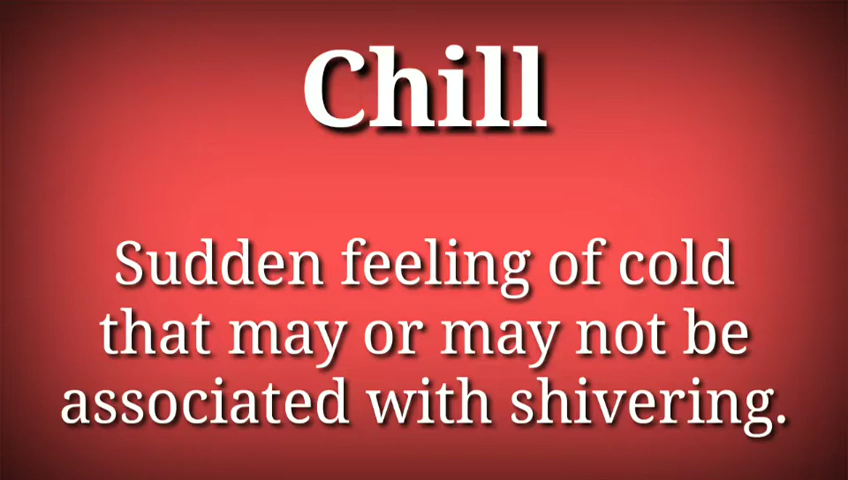 Chill
Sudden feeling of cold
that may or may not be
associated with shivering.